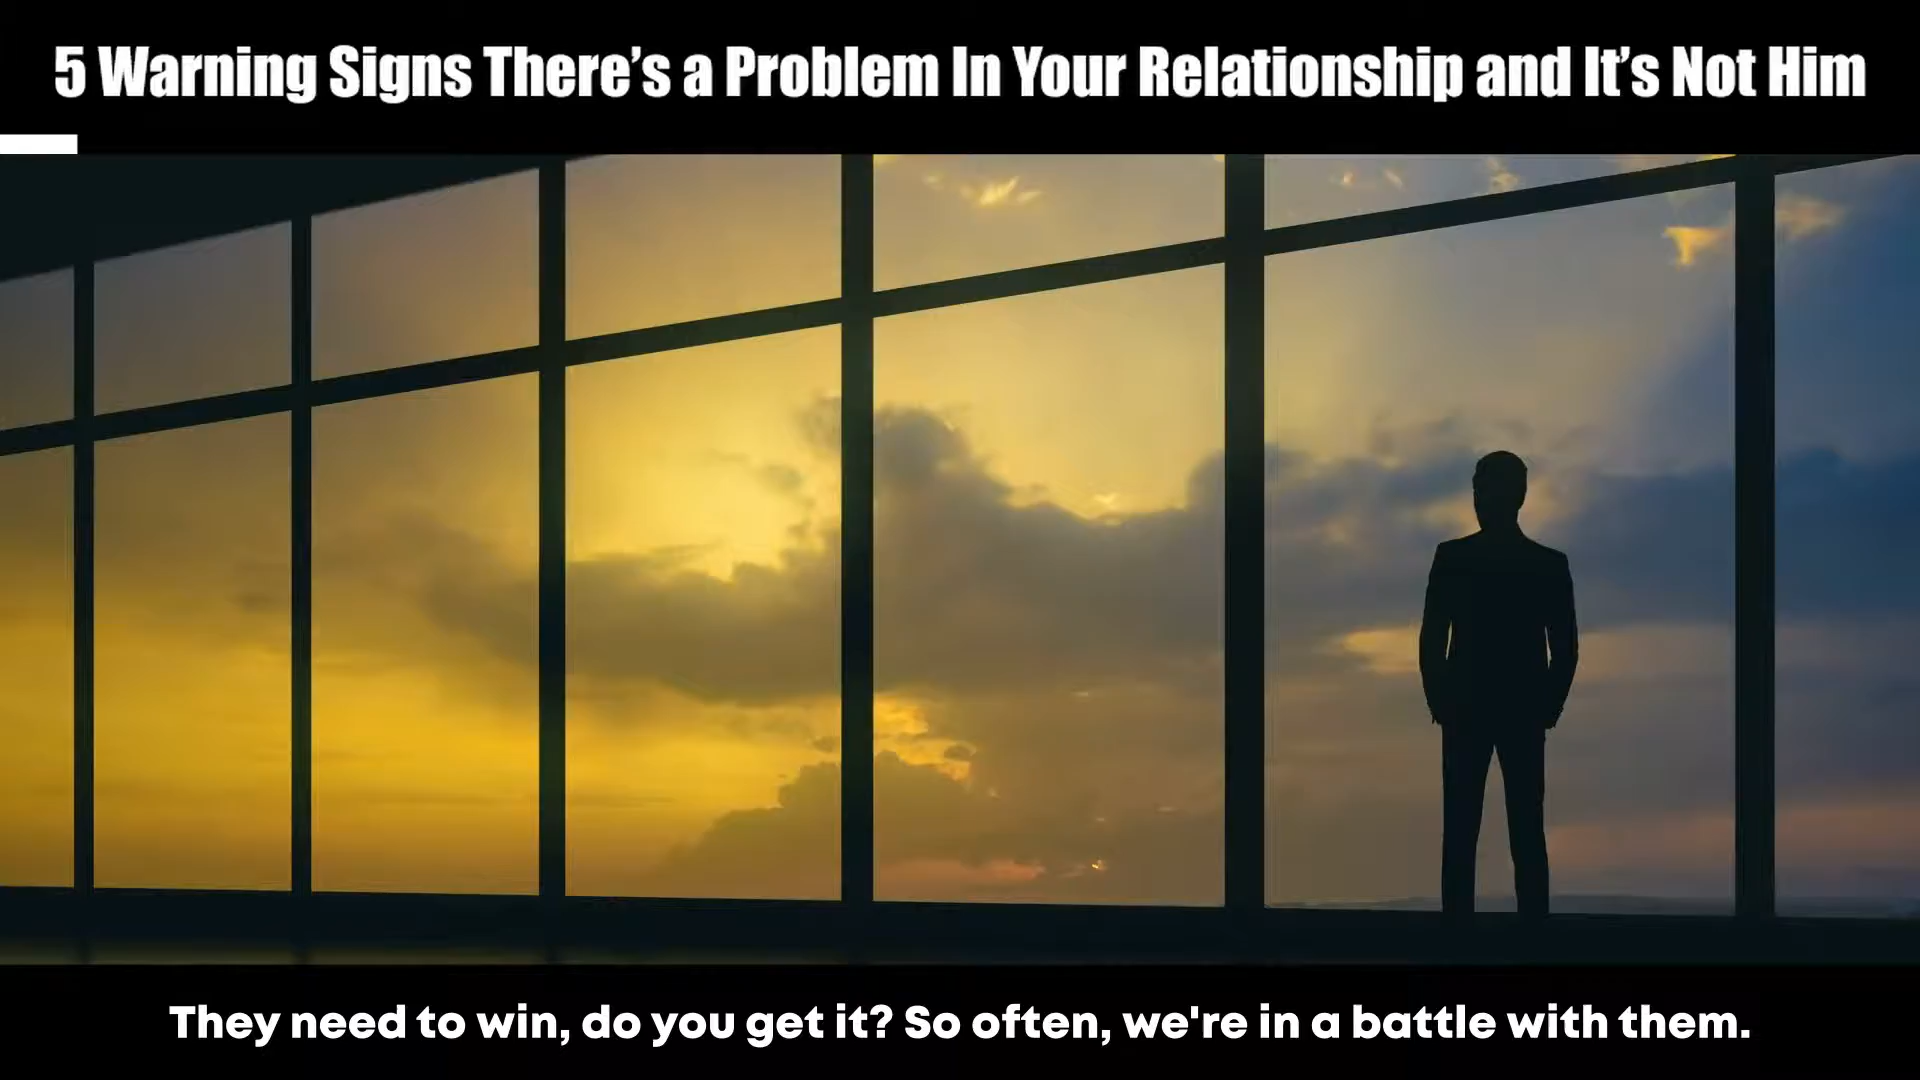 5 Warning Signs There’s a Problem In Your Relationship and It’s Not Him
They need to win, do you get it? So often, we're in a battle with them.